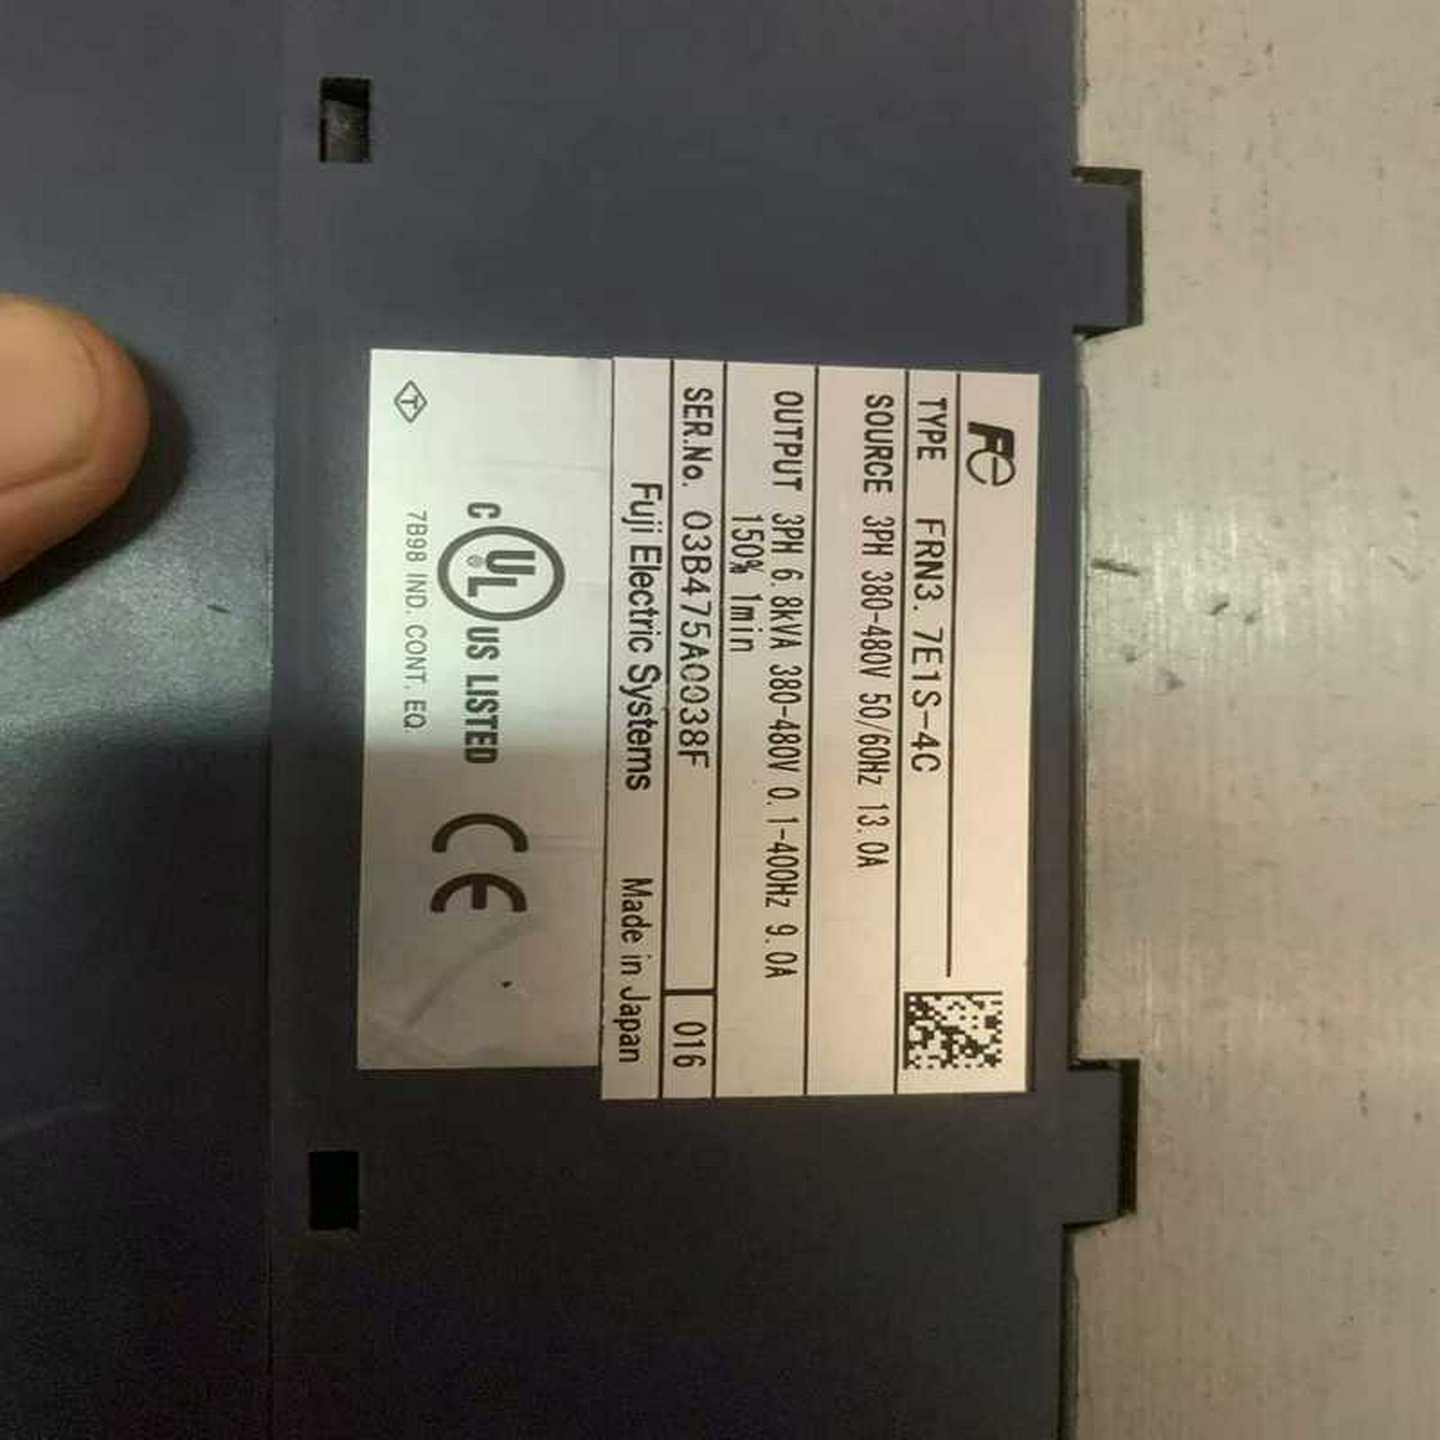 Fe
TYPE FRN3.7E1S-4C
SOURCE 3PH 380-480V 50/60Hz 13.0A
OUTPUT 3PH 6.8kVA 380-480V 0.1-400Hz 9.0A
150% 1min
SER.No. 03B475A0038F 016
Fuji Electric Systems Made in Japan
C UL ® US LISTED CE
T 7B98 IND. CONT. EQ.